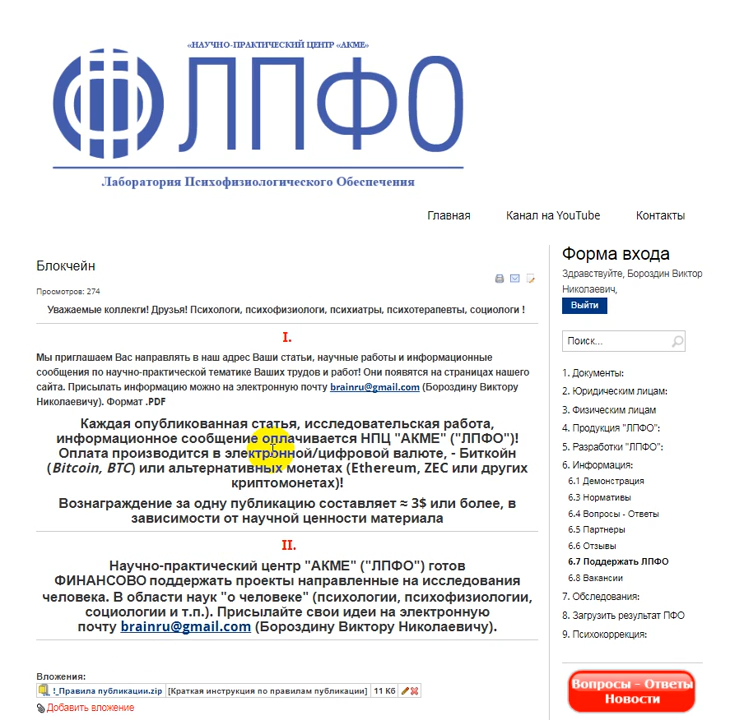 «НАУЧНО-ПРАКТИЧЕСКИЙ ЦЕНТР «АКМЕ»
ЛПФО
Лаборатория Психофизиологического Обеспечения
Главная Канал на YouTube Контакты
Блокчейн
Просмотров: 274
Уважаемые коллекги! Друзья! Психологи, психофизиологи, психиатры, психотерапевты, социологи !
I.
Мы приглашаем Вас направлять в наш адрес Ваши статьи, научные работы и информационные
сообщения по научно-практической тематике Ваших трудов и работ! Они появятся на страницах нашего
сайта. Присылать информацию можно на электронную почту brainru@gmail.com (Бороздину Виктору
Николаевичу). Формат .PDF
Каждая опубликованная статья, исследовательская работа,
информационное сообщение оплачивается НПЦ "АКМЕ" ("ЛПФО")!
Оплата производится в электронной/цифровой валюте, - Биткойн
(Bitcoin, BTC) или альтернативных монетах (Ethereum, ZEC или других
криптомонетах)!
Вознаграждение за одну публикацию составляет ≈ 3$ или более, в
зависимости от научной ценности материала
II.
Научно-практический центр "АКМЕ" ("ЛПФО") готов
ФИНАНСОВО поддержать проекты направленные на исследования
человека. В области наук "о человеке" (психологии, психофизиологии,
социологии и т.п.). Присылайте свои идеи на электронную
почту brainru@gmail.com (Бороздину Виктору Николаевичу).
Вложения:
!_Правила публикации.zip [Краткая инструкция по правилам публикации] 11 Кб
Добавить вложение
Форма входа
Здравствуйте, Бороздин Виктор
Николаевич,
Выйти
Поиск...
1. Документы:
2. Юридическим лицам:
3. Физическим лицам
4. Продукция "ЛПФО":
5. Разработки "ЛПФО":
6. Информация:
6.1 Демонстрация
6.3 Нормативы
6.4 Вопросы - Ответы
6.5 Партнеры
6.6 Отзывы
6.7 Поддержать ЛПФО
6.8 Вакансии
7. Обследования:
8. Загрузить результат ПФО
9. Психокоррекция:
Вопросы - Ответы
Новости